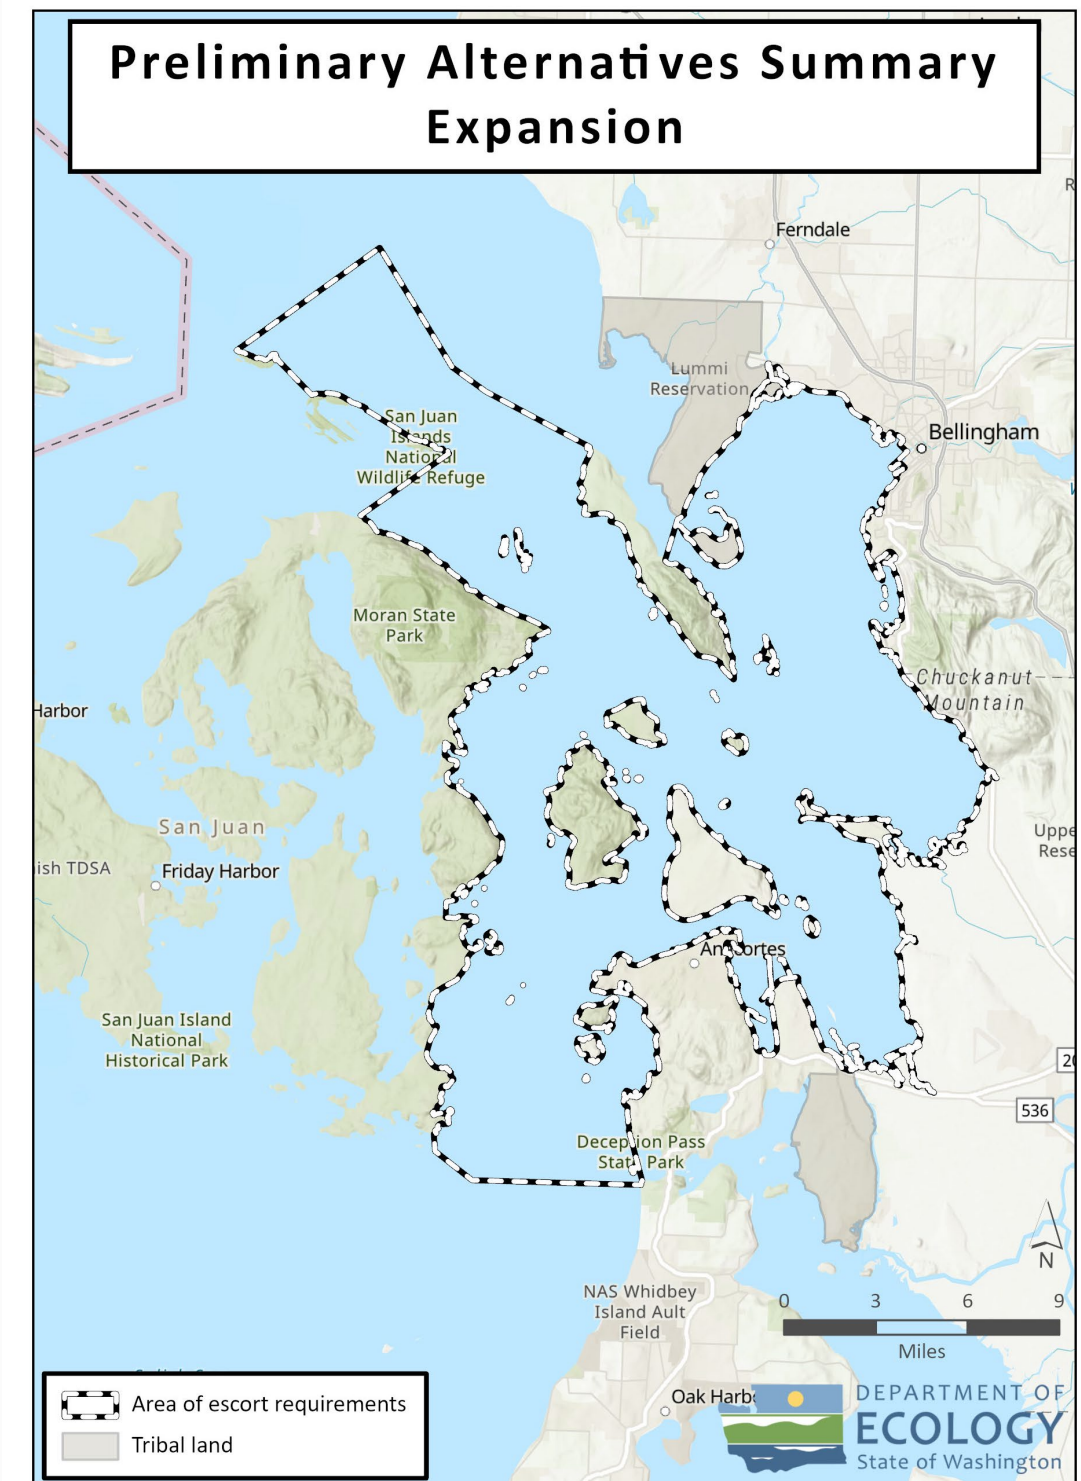 Preliminary Alternatives Summary
Expansion
Ferndale
Lummi
Reservation
San Juan
Islands
National
Wildlife Refuge
Bellingham
Moran State
Park
Chuckanut
Mountain
Harbor
San Juan
Friday Harbor
ish TDSA
Uppe
Rese
Anacortes
San Juan Island
National
Historical Park
536
Deception Pass
State Park
N
NAS Whidbey
Island Ault
Field
0 3 6 9
Miles
Oak Harb
Area of escort requirements
Tribal land
DEPARTMENT OF
ECOLOGY
State of Washington